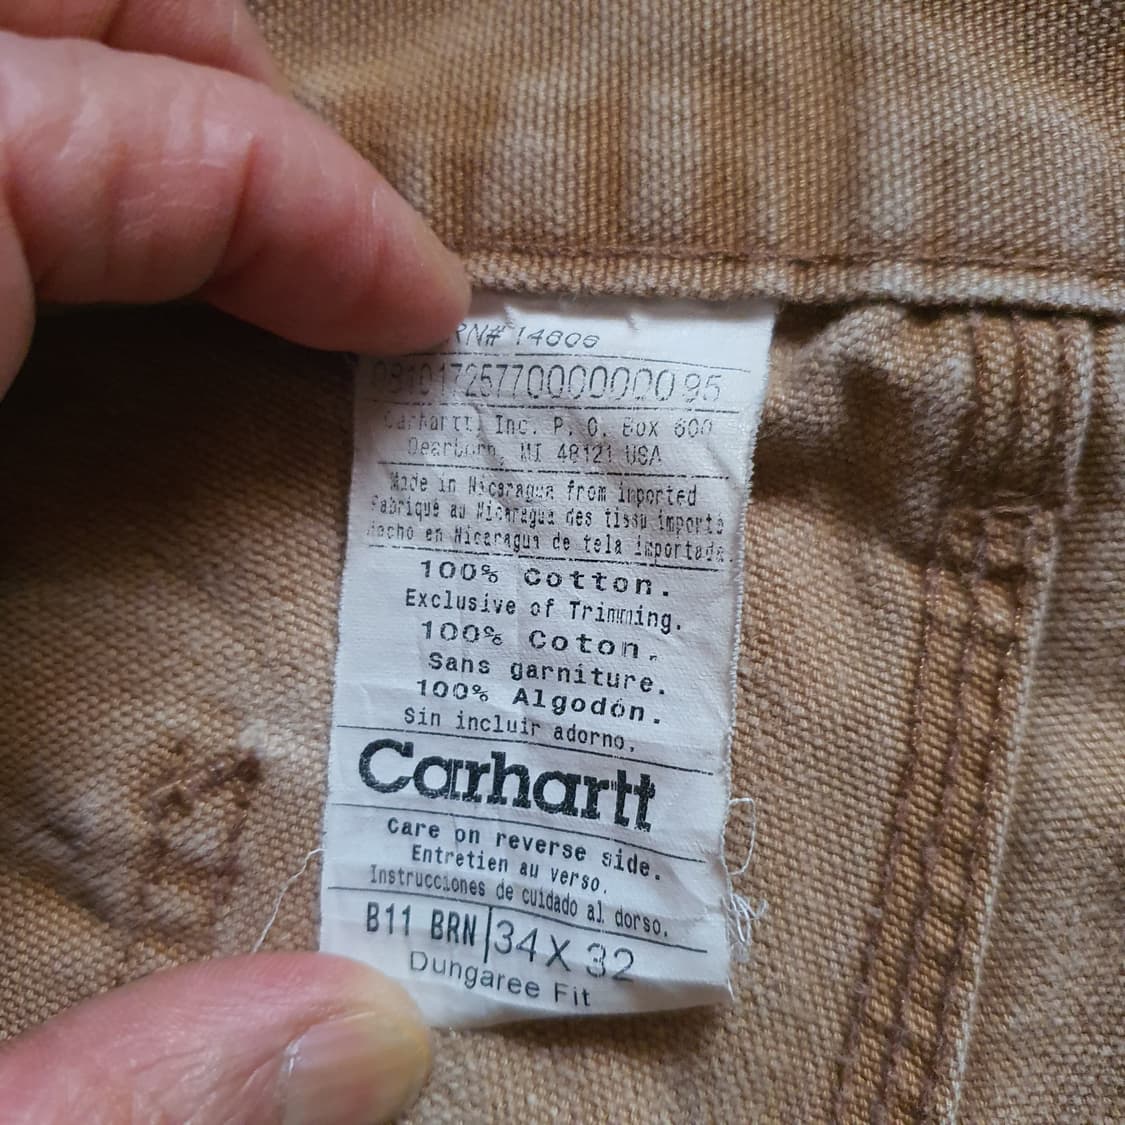 RN# 14806
Carhartt, Inc. P. O. Box 600
Dearborn, MI 48121 USA
Made in Nicaragua from imported
Fabriqué au Nicaragua des tissu importé
Hecho en Nicaragua de tela importada
100% Cotton.
Exclusive of Trimming.
100% Coton.
Sans garniture.
100% Algodón.
Sin incluir adorno.
Carhartt
Care on reverse side.
Entretien au verso.
Instrucciones de cuidado al dorso.
B11 BRN 34 X 32
Dungaree Fit